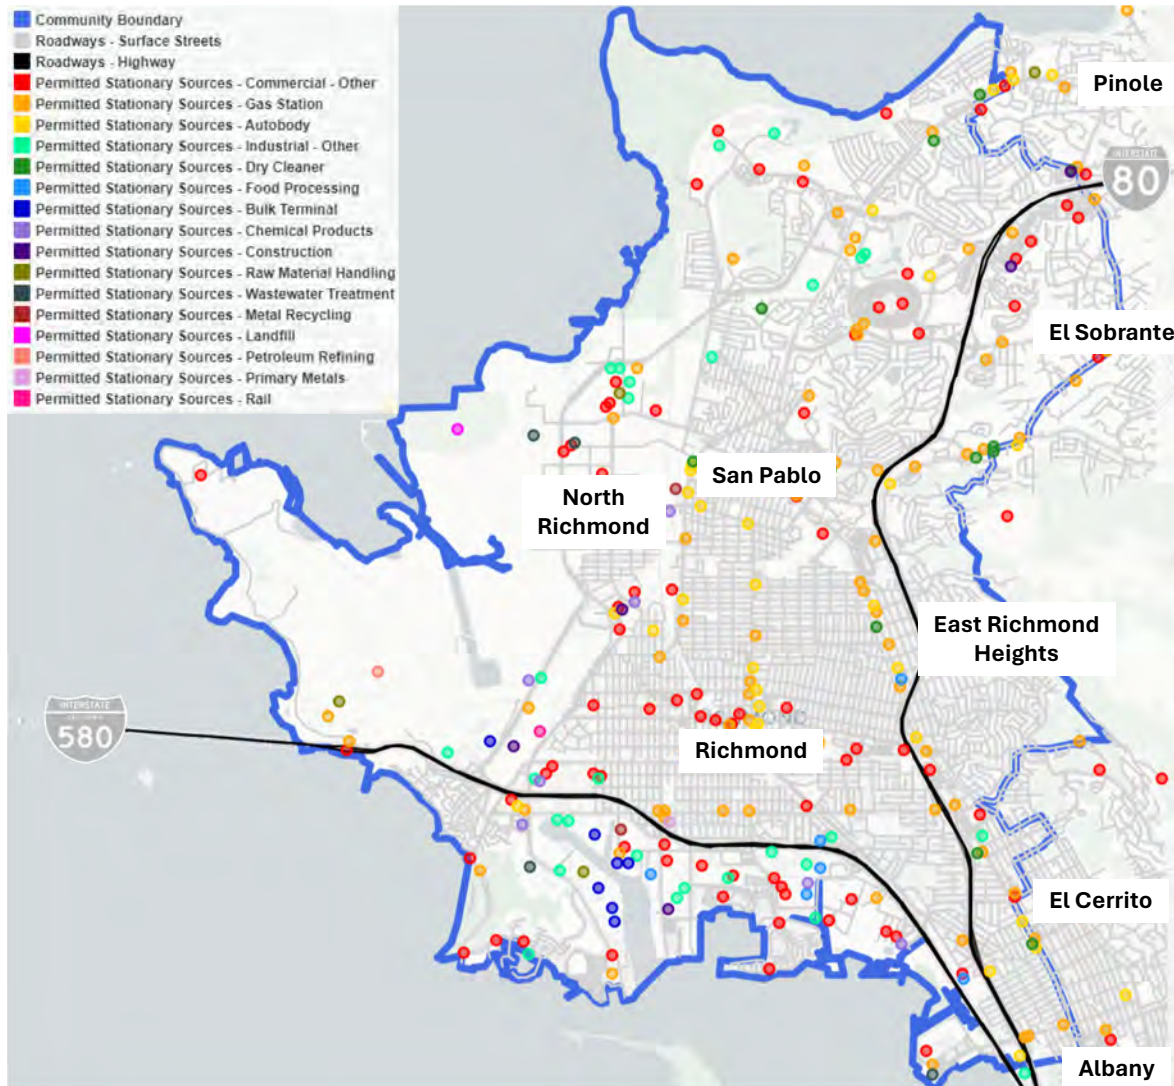 Community Boundary
Roadways - Surface Streets
Roadways - Highway
Permitted Stationary Sources - Commercial - Other
Permitted Stationary Sources - Gas Station
Permitted Stationary Sources - Autobody
Permitted Stationary Sources - Industrial - Other
Permitted Stationary Sources - Dry Cleaner
Permitted Stationary Sources - Food Processing
Permitted Stationary Sources - Bulk Terminal
Permitted Stationary Sources - Chemical Products
Permitted Stationary Sources - Construction
Permitted Stationary Sources - Raw Material Handling
Permitted Stationary Sources - Wastewater Treatment
Permitted Stationary Sources - Metal Recycling
Permitted Stationary Sources - Landfill
Permitted Stationary Sources - Petroleum Refining
Permitted Stationary Sources - Primary Metals
Permitted Stationary Sources - Rail
Pinole
INTERSTATE
80
El Sobrante
San Pablo
North
Richmond
East Richmond
Heights
INTERSTATE
CALIFORNIA
580
Richmond
El Cerrito
Albany